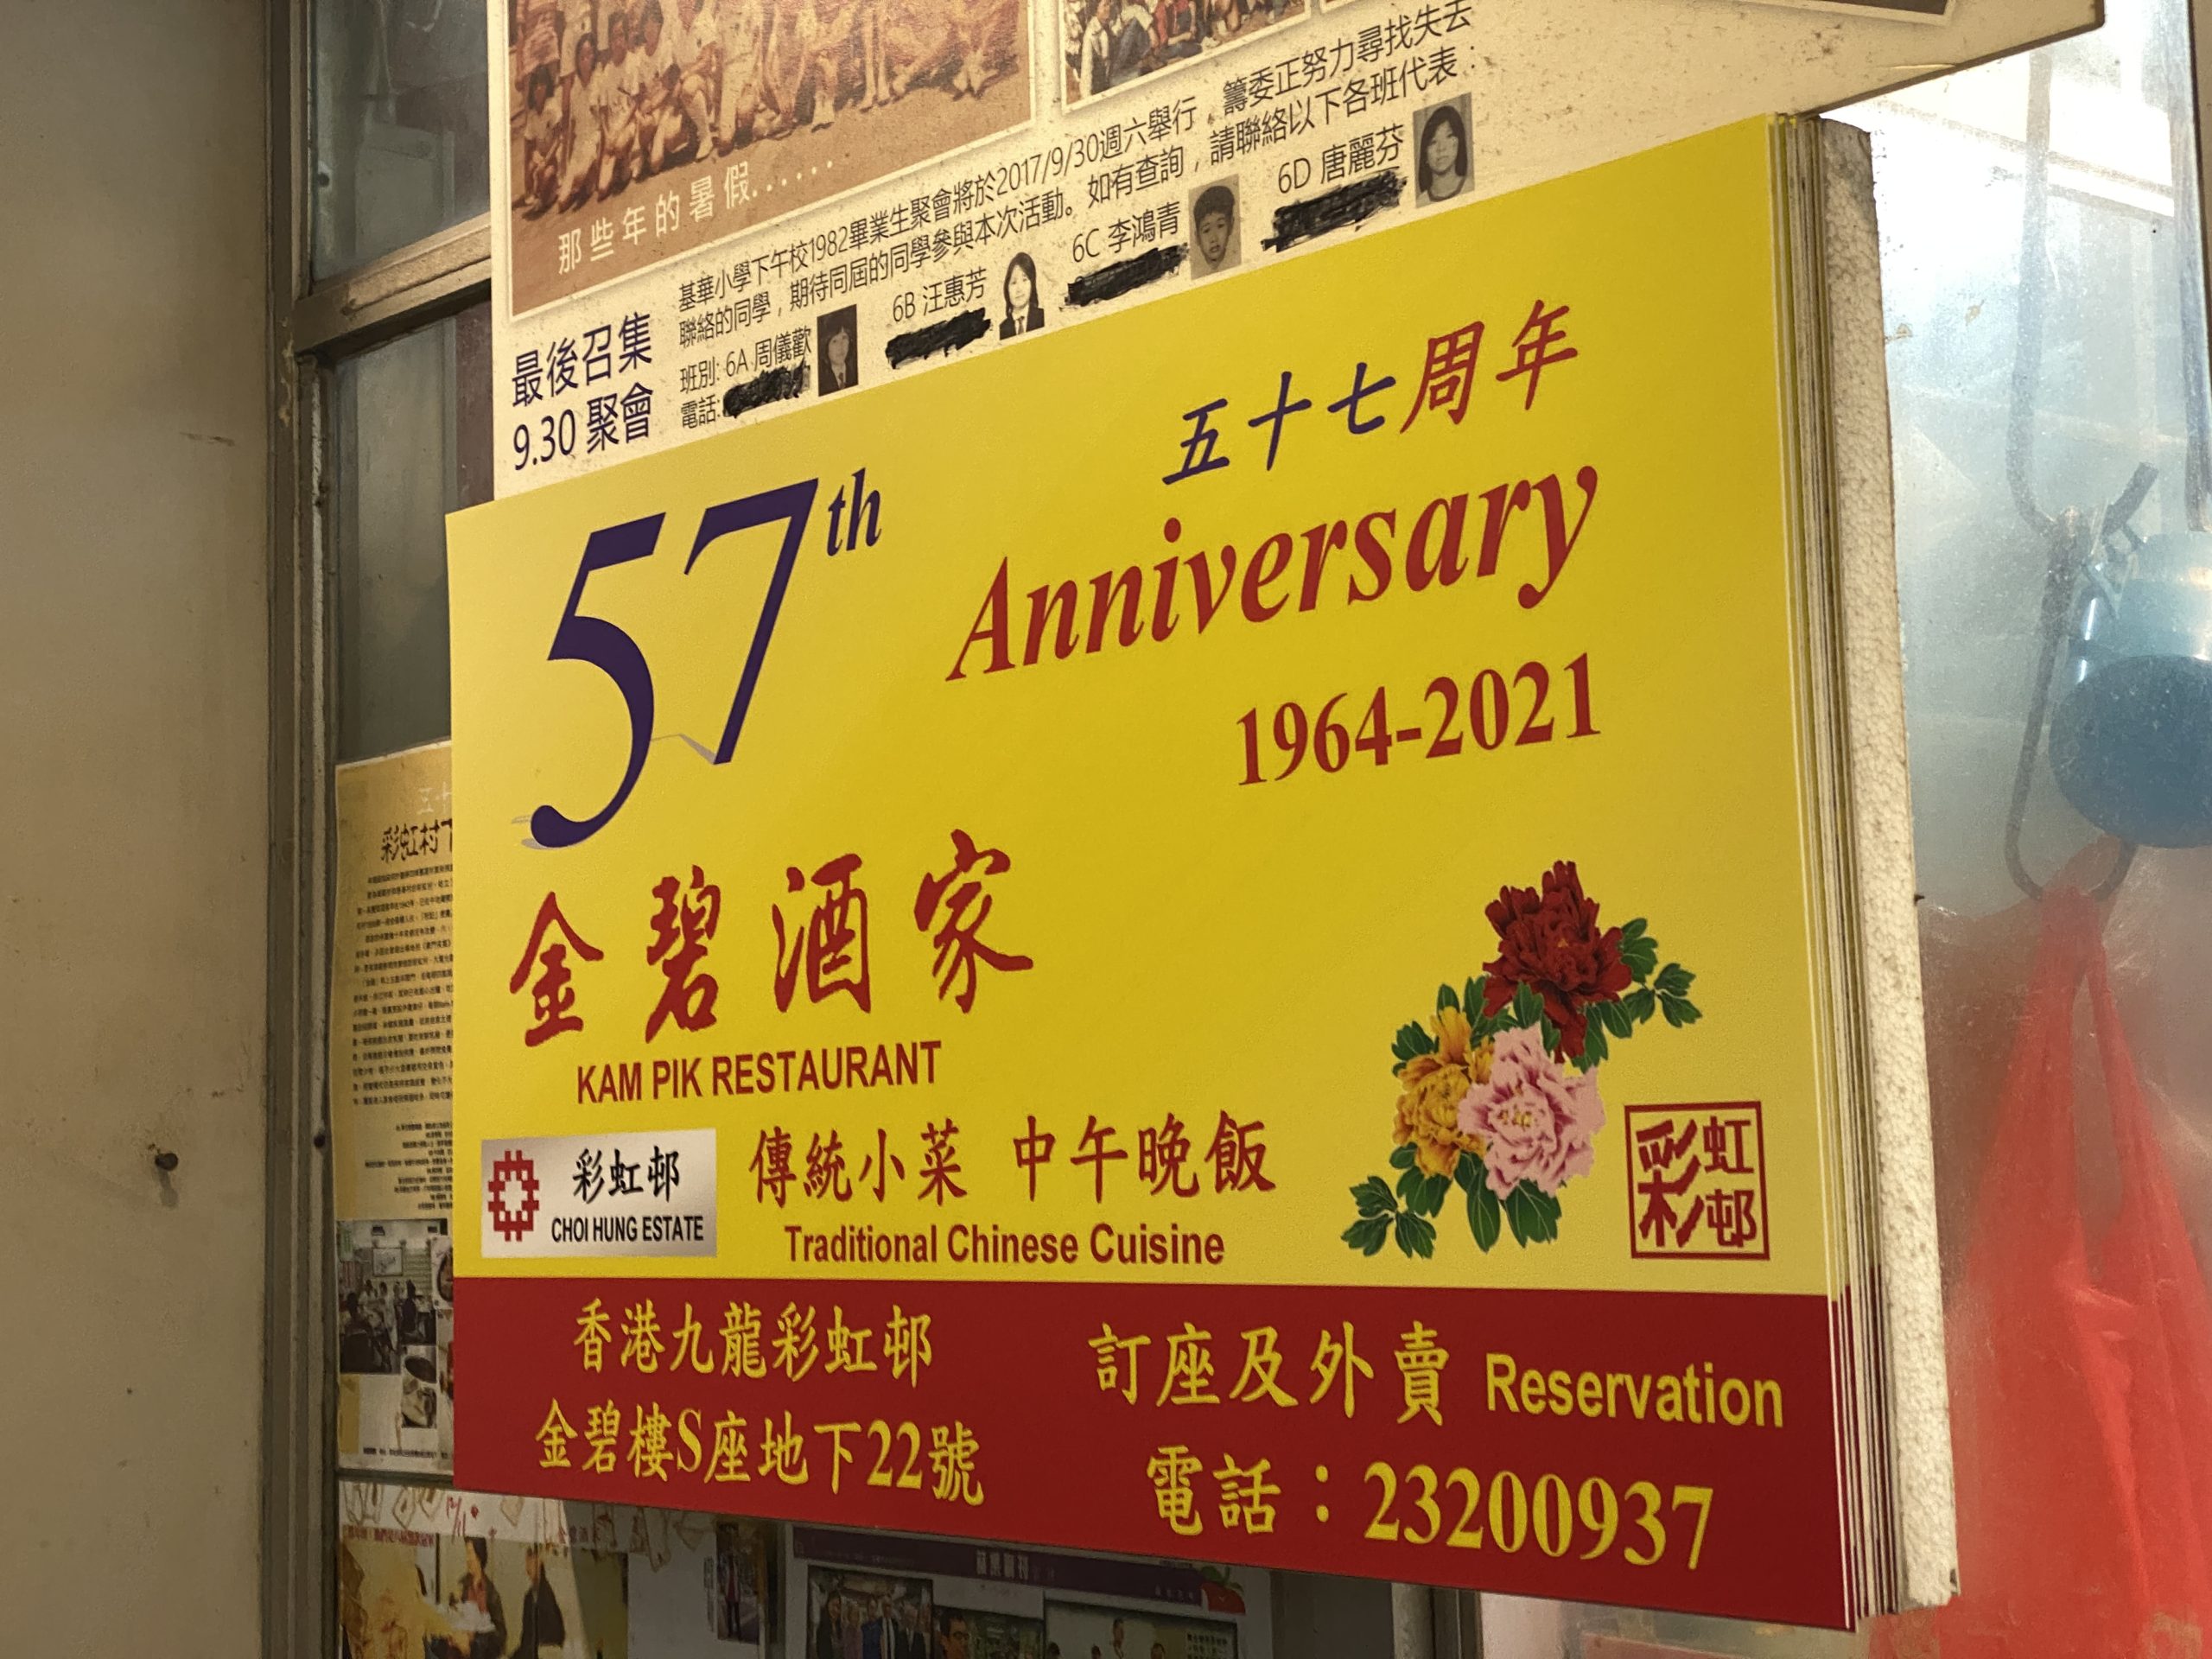 那些年的暑假......
最後召集
9.30 聚會
基華小學下午校1982畢業生聚會將於2017/9/30週六舉行，籌委正努力尋找失去
聯絡的同學，期待同屆的同學參與本次活動。如有查詢，請聯絡以下各班代表：
班別: 6A 周儀歡 6B 汪惠芳 6C 李鴻青 6D 唐麗芬
電話:
五十七周年
57th Anniversary
1964-2021
金碧酒家
KAM PIK RESTAURANT
彩虹邨
CHOI HUNG ESTATE
傳統小菜 中午晚飯
Traditional Chinese Cuisine
彩虹邨
香港九龍彩虹邨
金碧樓S座地下22號
訂座及外賣 Reservation
電話：23200937
彩虹村